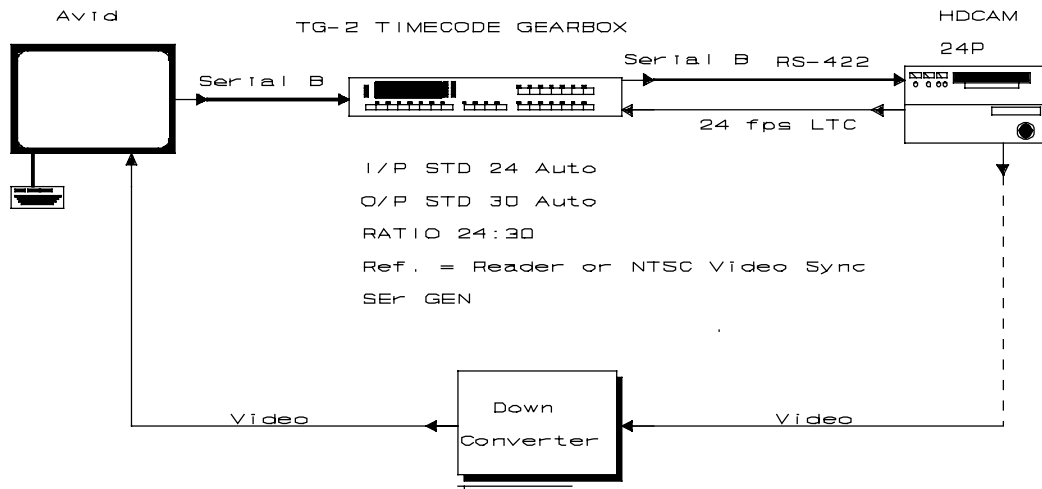 Avid
TG-2 TIMECODE GEARBOX
HDCAM
24P
Serial B
Serial B RS-422
24 fps LTC
I/P STD 24 Auto
O/P STD 30 Auto
RATIO 24:30
Ref. = Reader or NTSC Video Sync
SEr GEN
Down
Converter
Video
Video